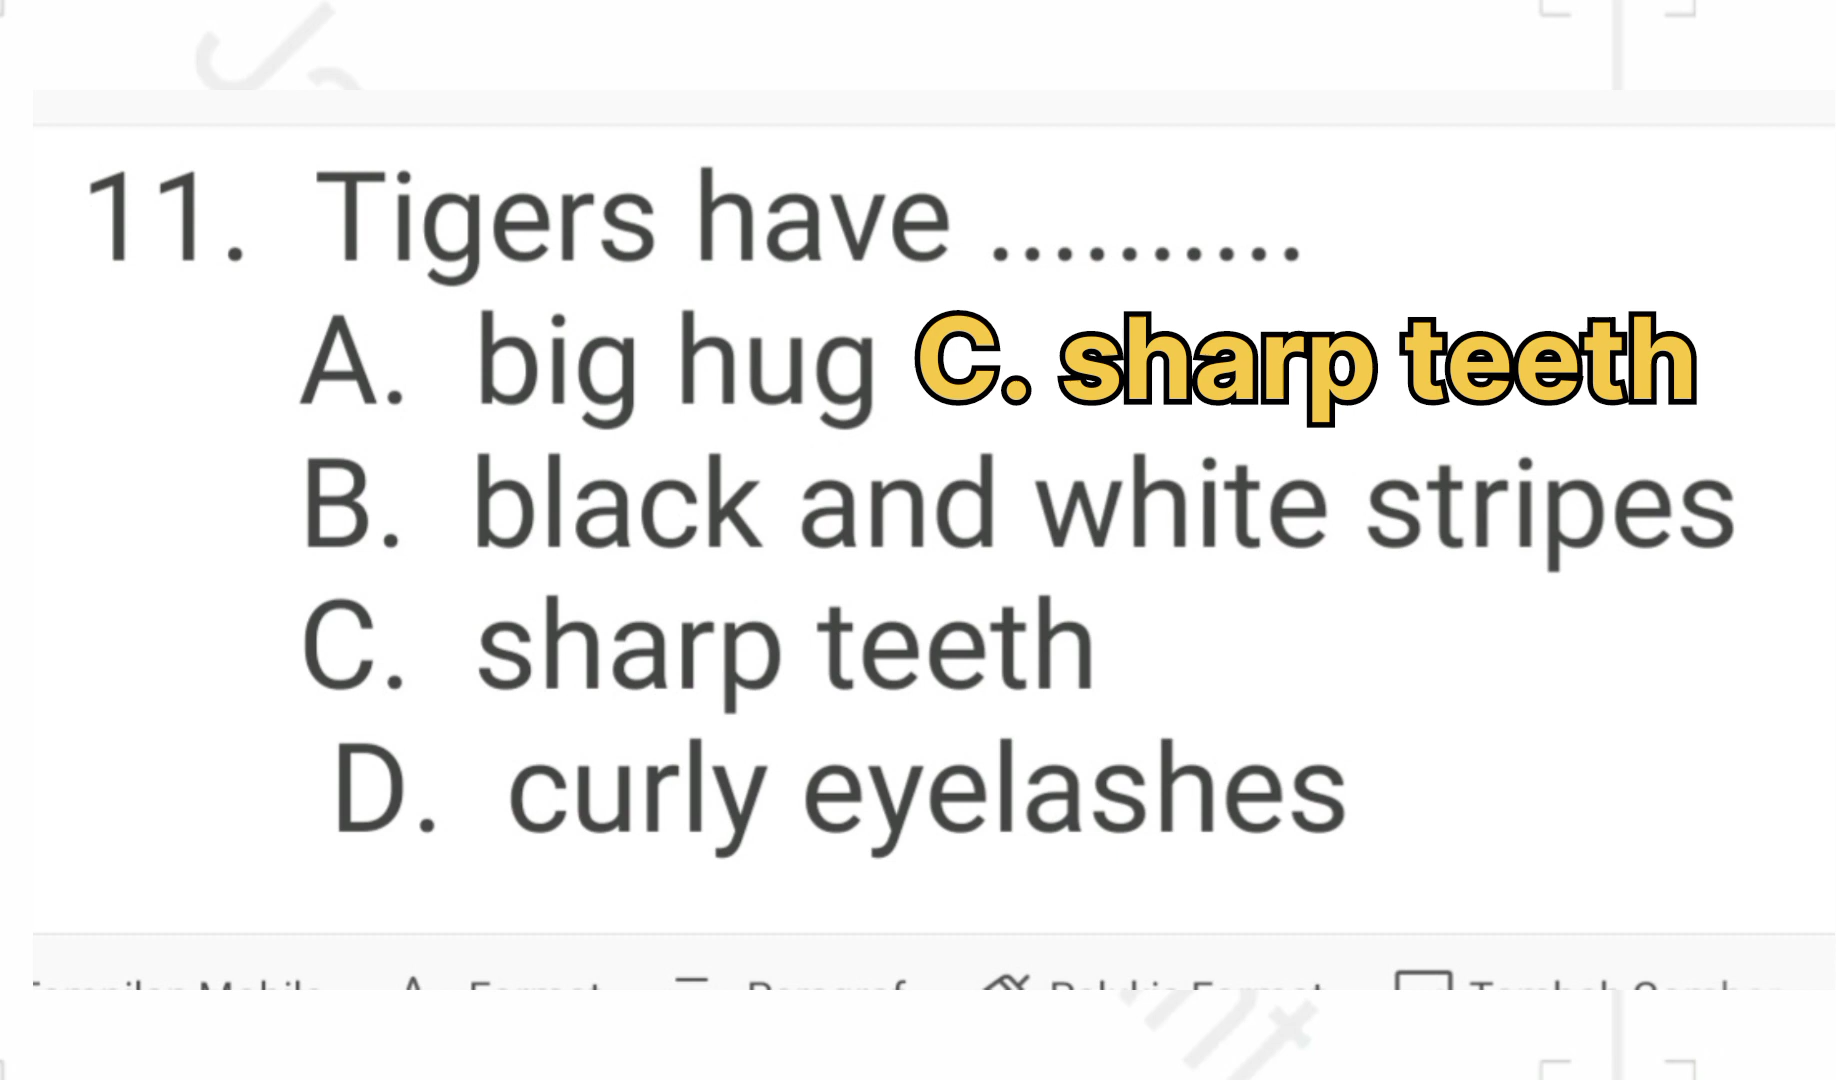 11. Tigers have ..........
A. big hug C. sharp teeth
B. black and white stripes
C. sharp teeth
D. curly eyelashes